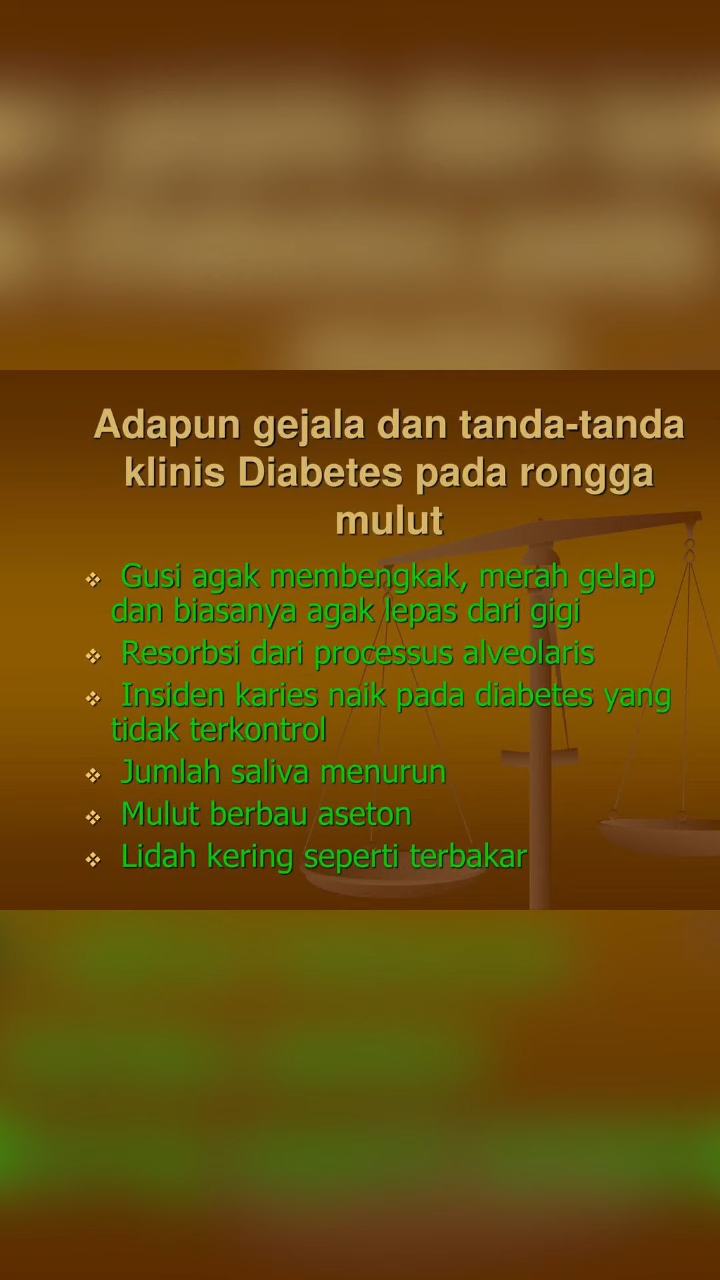 Adapun gejala dan tanda-tanda
klinis Diabetes pada rongga
mulut
Gusi agak membengkak, merah gelap
dan biasanya agak lepas dari gigi
Resorbsi dari processus alveolaris
Insiden karies naik pada diabetes yang
tidak terkontrol
Jumlah saliva menurun
Mulut berbau aseton
Lidah kering seperti terbakar